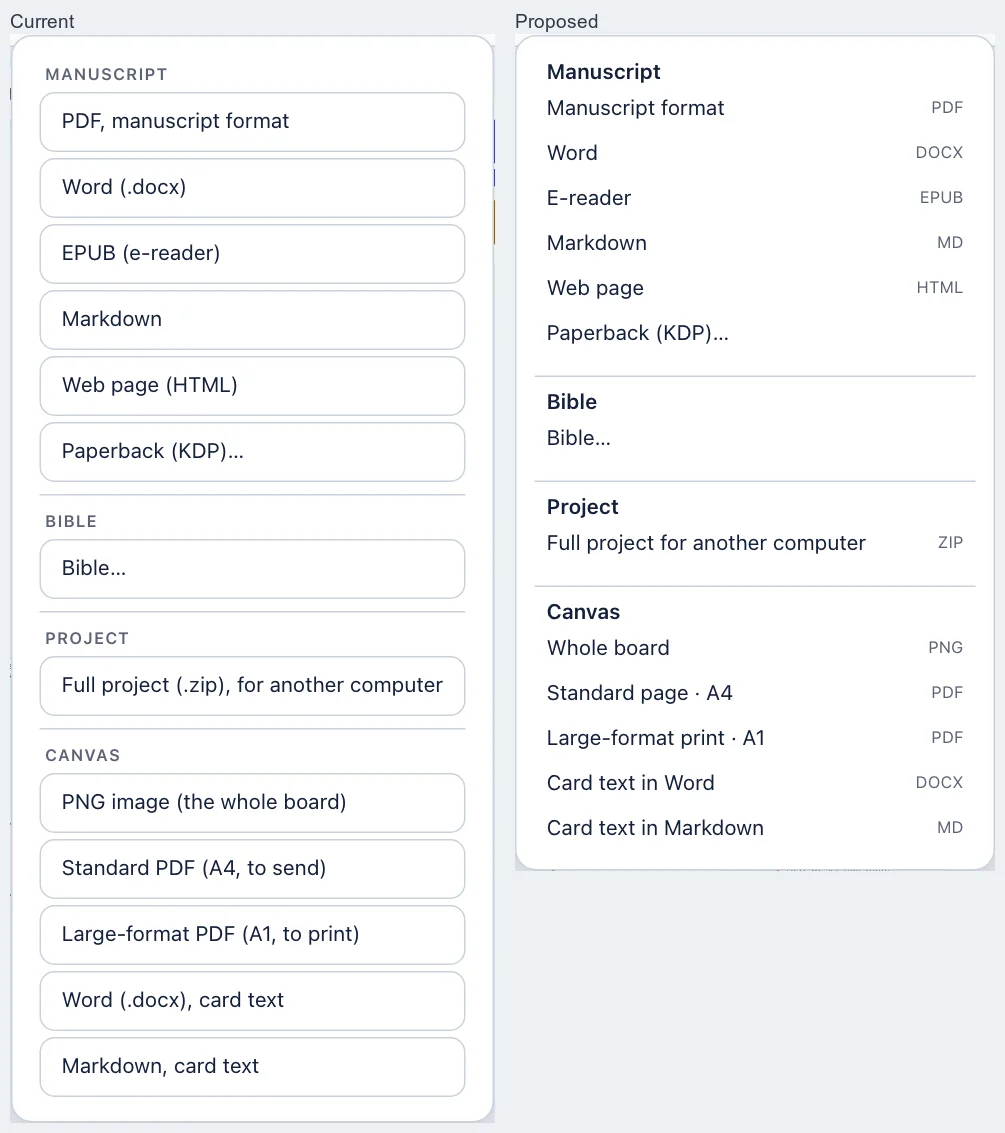 Current
MANUSCRIPT
PDF, manuscript format
Word (.docx)
EPUB (e-reader)
Markdown
Web page (HTML)
Paperback (KDP)...
BIBLE
Bible...
PROJECT
Full project (.zip), for another computer
CANVAS
PNG image (the whole board)
Standard PDF (A4, to send)
Large-format PDF (A1, to print)
Word (.docx), card text
Markdown, card text
Proposed
Manuscript
Manuscript format PDF
Word DOCX
E-reader EPUB
Markdown MD
Web page HTML
Paperback (KDP)...
Bible
Bible...
Project
Full project for another computer ZIP
Canvas
Whole board PNG
Standard page · A4 PDF
Large-format print · A1 PDF
Card text in Word DOCX
Card text in Markdown MD